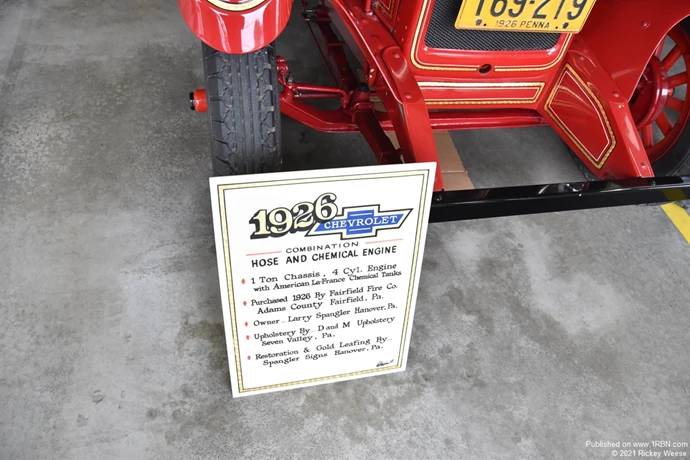 T69-219
1926 PENNA
1926
CHEVROLET
COMBINATION
HOSE AND CHEMICAL ENGINE
1 Ton Chassis, 4 Cyl. Engine
with American La-France Chemical Tanks
Purchased 1926 By Fairfield Fire Co.
Adams County Fairfield, Pa.
Owner - Larry Spangler Hanover, Pa.
Upholstery By - D and M Upholstery
Seven Valley, Pa.
Restoration & Gold Leafing By -
Spangler Signs Hanover, Pa.
Published on www.1RBN.com
© 2021 Rickey Weese